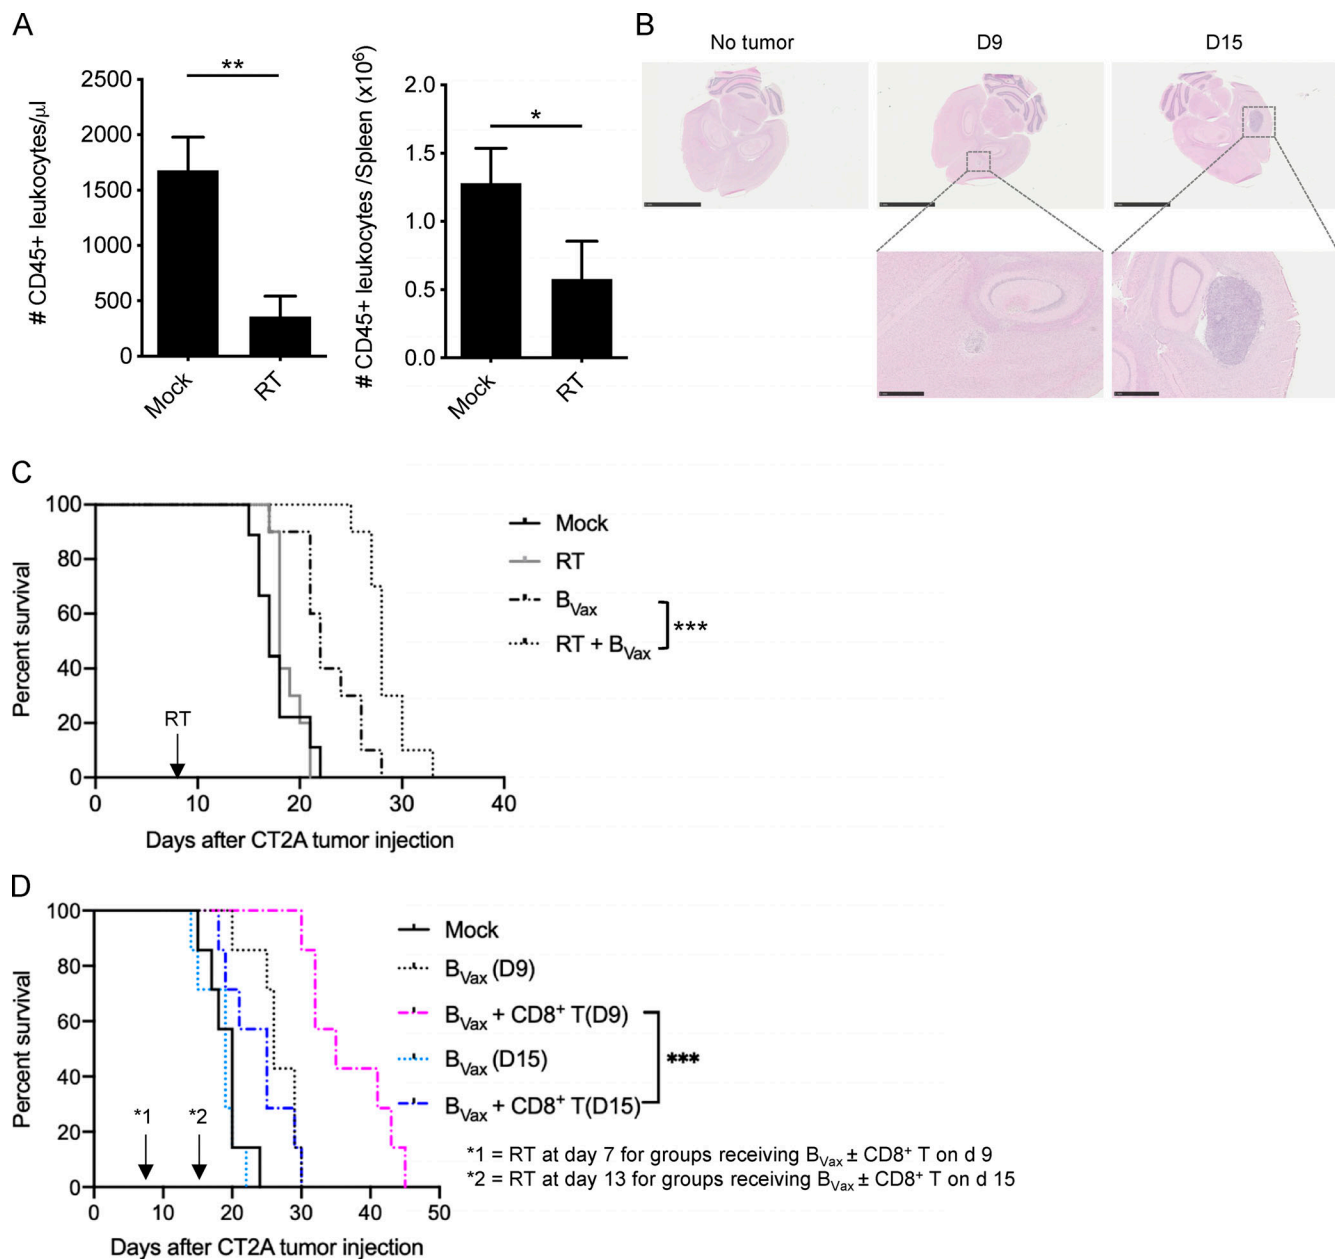 A
# CD45+ leukocytes/µl
2500
2000
1500
1000
500
0
**
Mock
RT
# CD45+ leukocytes /Spleen (x10⁶)
2.0
1.5
1.0
0.5
0.0
*
Mock
RT
B
No tumor
D9
D15
C
Percent survival
100
80
60
40
20
0
RT
0 10 20 30 40
Days after CT2A tumor injection
Mock
RT
B_Vax
RT + B_Vax
***
D
Percent survival
100
80
60
40
20
0
*1 *2
0 10 20 30 40 50
Days after CT2A tumor injection
Mock
B_Vax (D9)
B_Vax + CD8⁺ T(D9)
B_Vax (D15)
B_Vax + CD8⁺ T(D15)
***
*1 = RT at day 7 for groups receiving B_Vax ± CD8⁺ T on d 9
*2 = RT at day 13 for groups receiving B_Vax ± CD8⁺ T on d 15